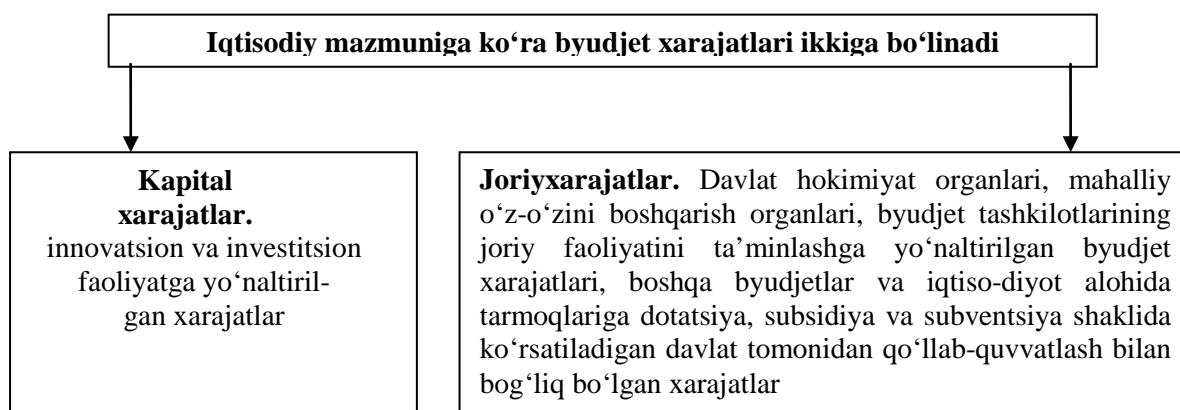 Iqtisodiy mazmuniga ko‘ra byudjet xarajatlari ikkiga bo‘linadi
Kapital
xarajatlar.
innovatsion va investitsion
faoliyatga yo‘naltiril-
gan xarajatlar
Joriyxarajatlar. Davlat hokimiyat organlari, mahalliy
o‘z-o‘zini boshqarish organlari, byudjet tashkilotlarining
joriy faoliyatini ta’minlashga yo‘naltirilgan byudjet
xarajatlari, boshqa byudjetlar va iqtiso-diyot alohida
tarmoqlariga dotatsiya, subsidiya va subventsiya shaklida
ko‘rsatiladigan davlat tomonidan qo‘llab-quvvatlash bilan
bog‘liq bo‘lgan xarajatlar